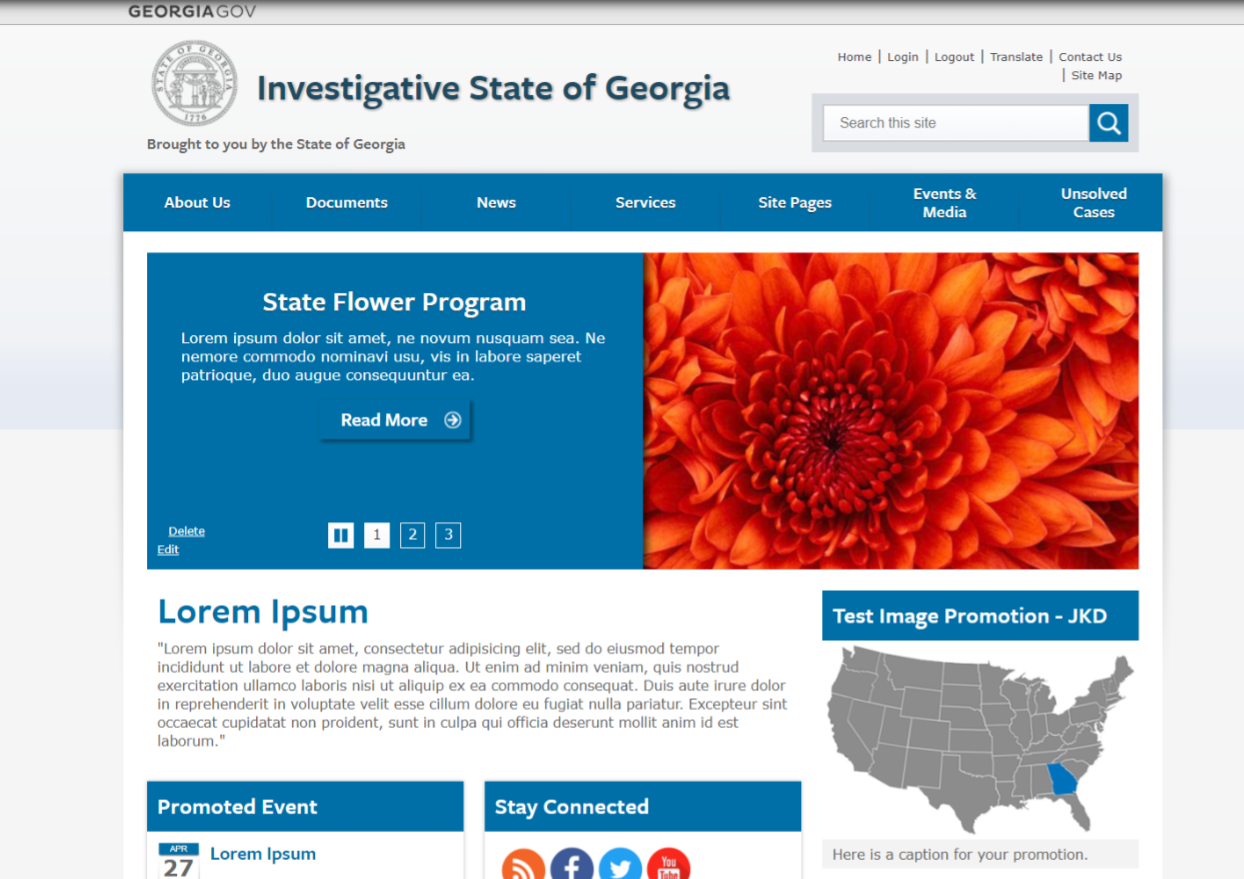 GEORGIAGOV
Home | Login | Logout | Translate | Contact Us
| Site Map
STATE OF GEORGIA
1776
Investigative State of Georgia
Search this site
Brought to you by the State of Georgia
About Us
Documents
News
Services
Site Pages
Events &
Media
Unsolved
Cases
State Flower Program
Lorem ipsum dolor sit amet, ne novum nusquam sea. Ne
nemore commodo nominavi usu, vis in labore saperet
patrioque, duo augue consequuntur ea.
Read More
Delete
Edit
1 2 3
Lorem Ipsum
"Lorem ipsum dolor sit amet, consectetur adipisicing elit, sed do eiusmod tempor
incididunt ut labore et dolore magna aliqua. Ut enim ad minim veniam, quis nostrud
exercitation ullamco laboris nisi ut aliquip ex ea commodo consequat. Duis aute irure dolor
in reprehenderit in voluptate velit esse cillum dolore eu fugiat nulla pariatur. Excepteur sint
occaecat cupidatat non proident, sunt in culpa qui officia deserunt mollit anim id est
laborum."
Test Image Promotion - JKD
Here is a caption for your promotion.
Promoted Event
APR
27
Lorem Ipsum
Stay Connected
You
Tube